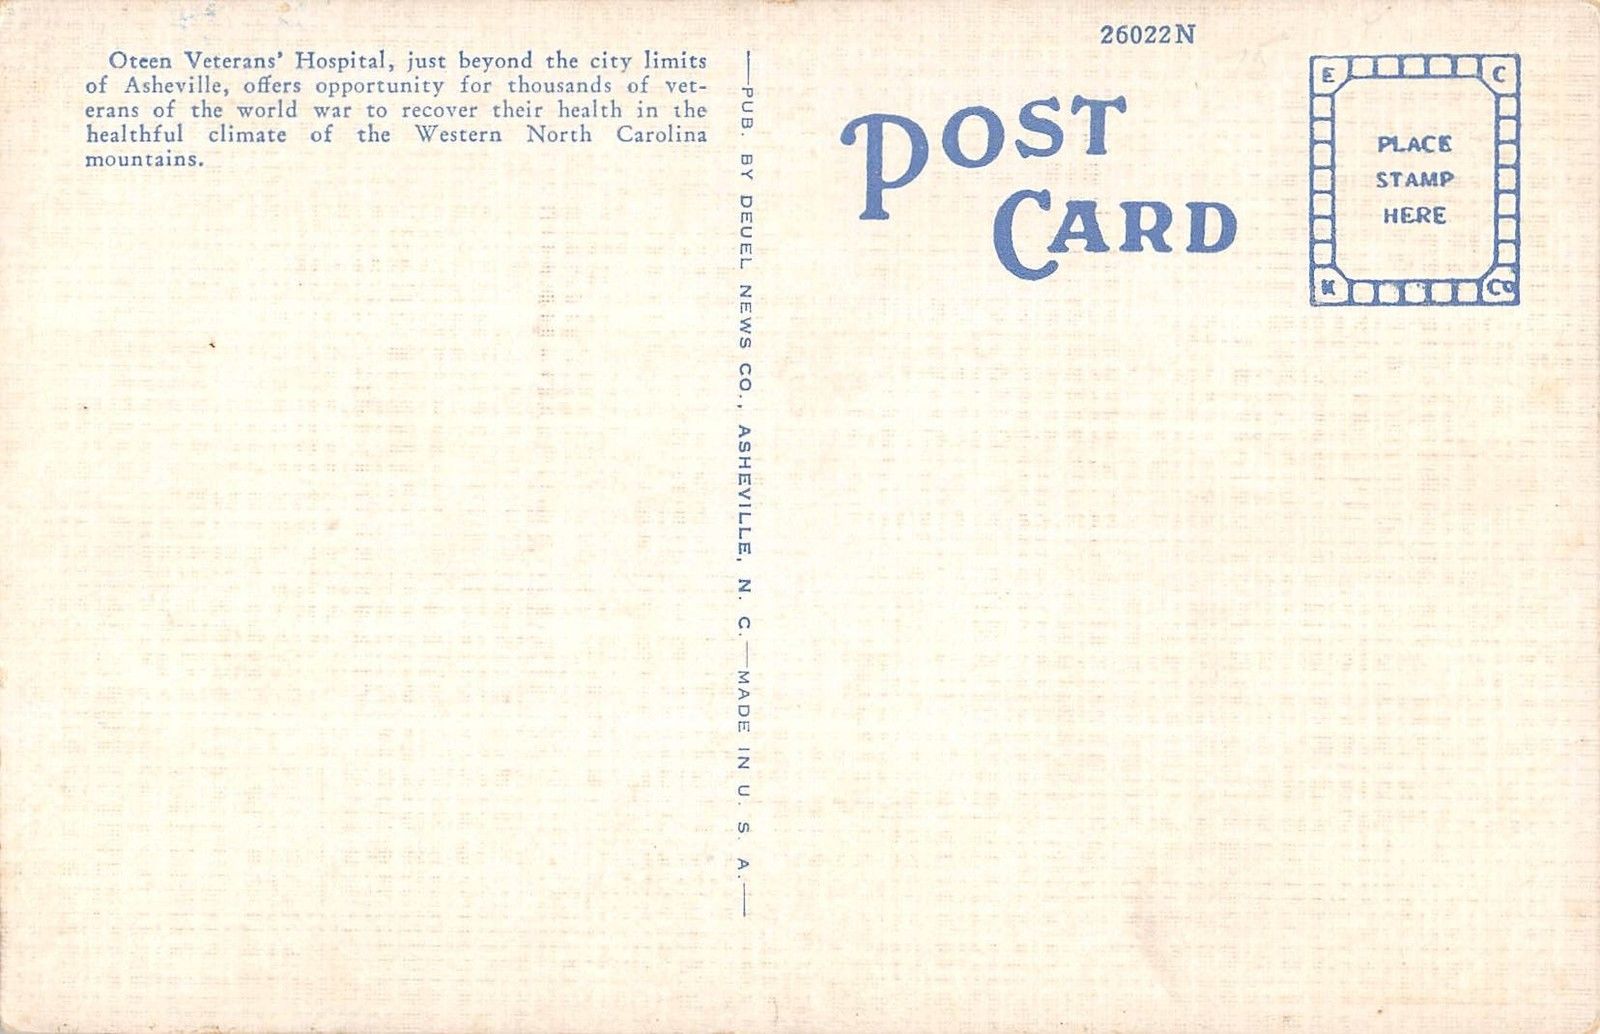 Oteen Veterans' Hospital, just beyond the city limits
of Asheville, offers opportunity for thousands of vet-
erans of the world war to recover their health in the
healthful climate of the Western North Carolina
mountains.
—PUB. BY DEUEL NEWS CO., ASHEVILLE, N. C.—MADE IN U. S. A.—
26022N
POST
CARD
E C
PLACE
STAMP
HERE
K Co